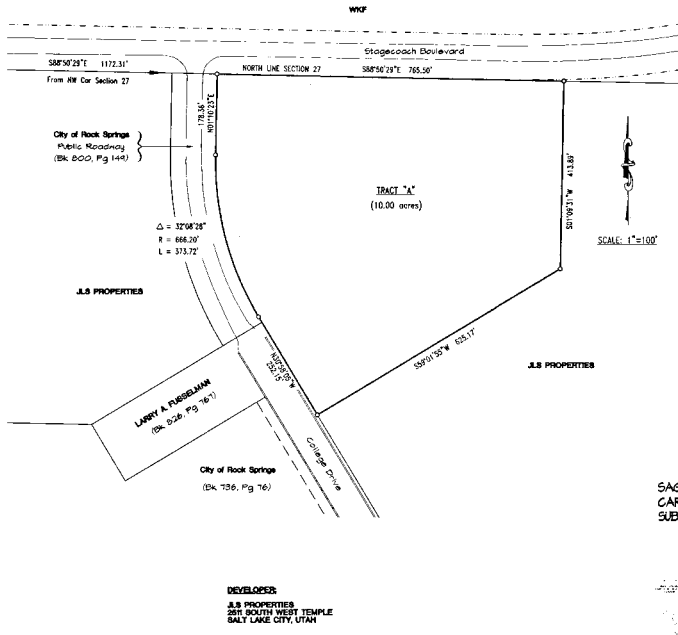 WKF
Stagecoach Boulevard
S88°50'29"E 1172.31'
NORTH LINE SECTION 27
S88°50'29"E 765.50'
From NW Cor Section 27
178.36'
N01°10'23"E
City of Rock Springs
Public Roadway
(Bk 800, Pg 149)
TRACT "A"
(10.00 acres)
S01°09'31"W 413.89'
SCALE: 1"=100'
Δ = 32°08'28"
R = 666.20'
L = 373.72'
JLS PROPERTIES
S59°01'55"W 625.17'
JLS PROPERTIES
N30°58'05"W
252.15'
LARRY A. FUSSELMAN
(Bk 826, Pg 767)
College Drive
City of Rock Springs
(Bk 736, Pg 76)
SAG
CAR
SUB
DEVELOPER:
JLS PROPERTIES
2511 SOUTH WEST TEMPLE
SALT LAKE CITY, UTAH